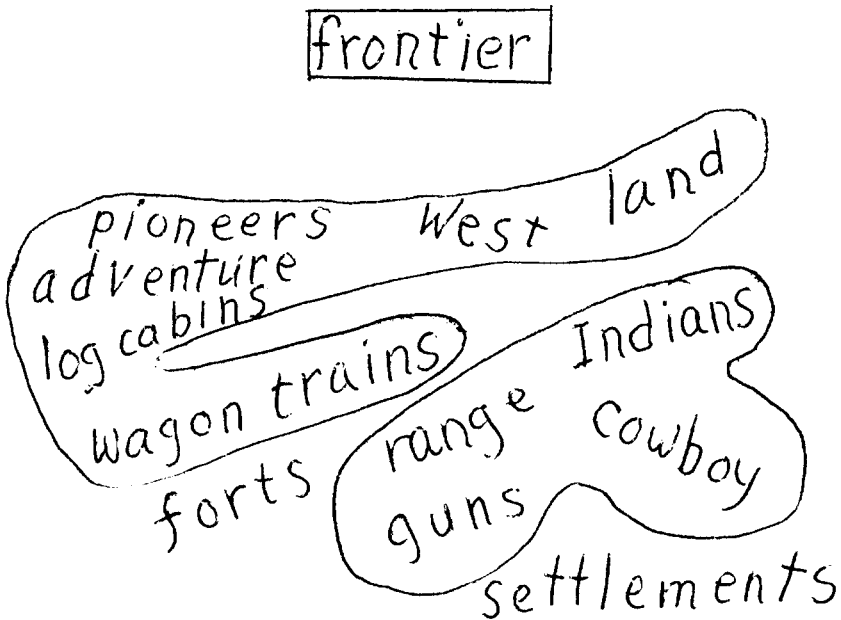 frontier
pioneers west land
adventure
log cabins
wagon trains
Indians
range cowboy
guns
forts
settlements